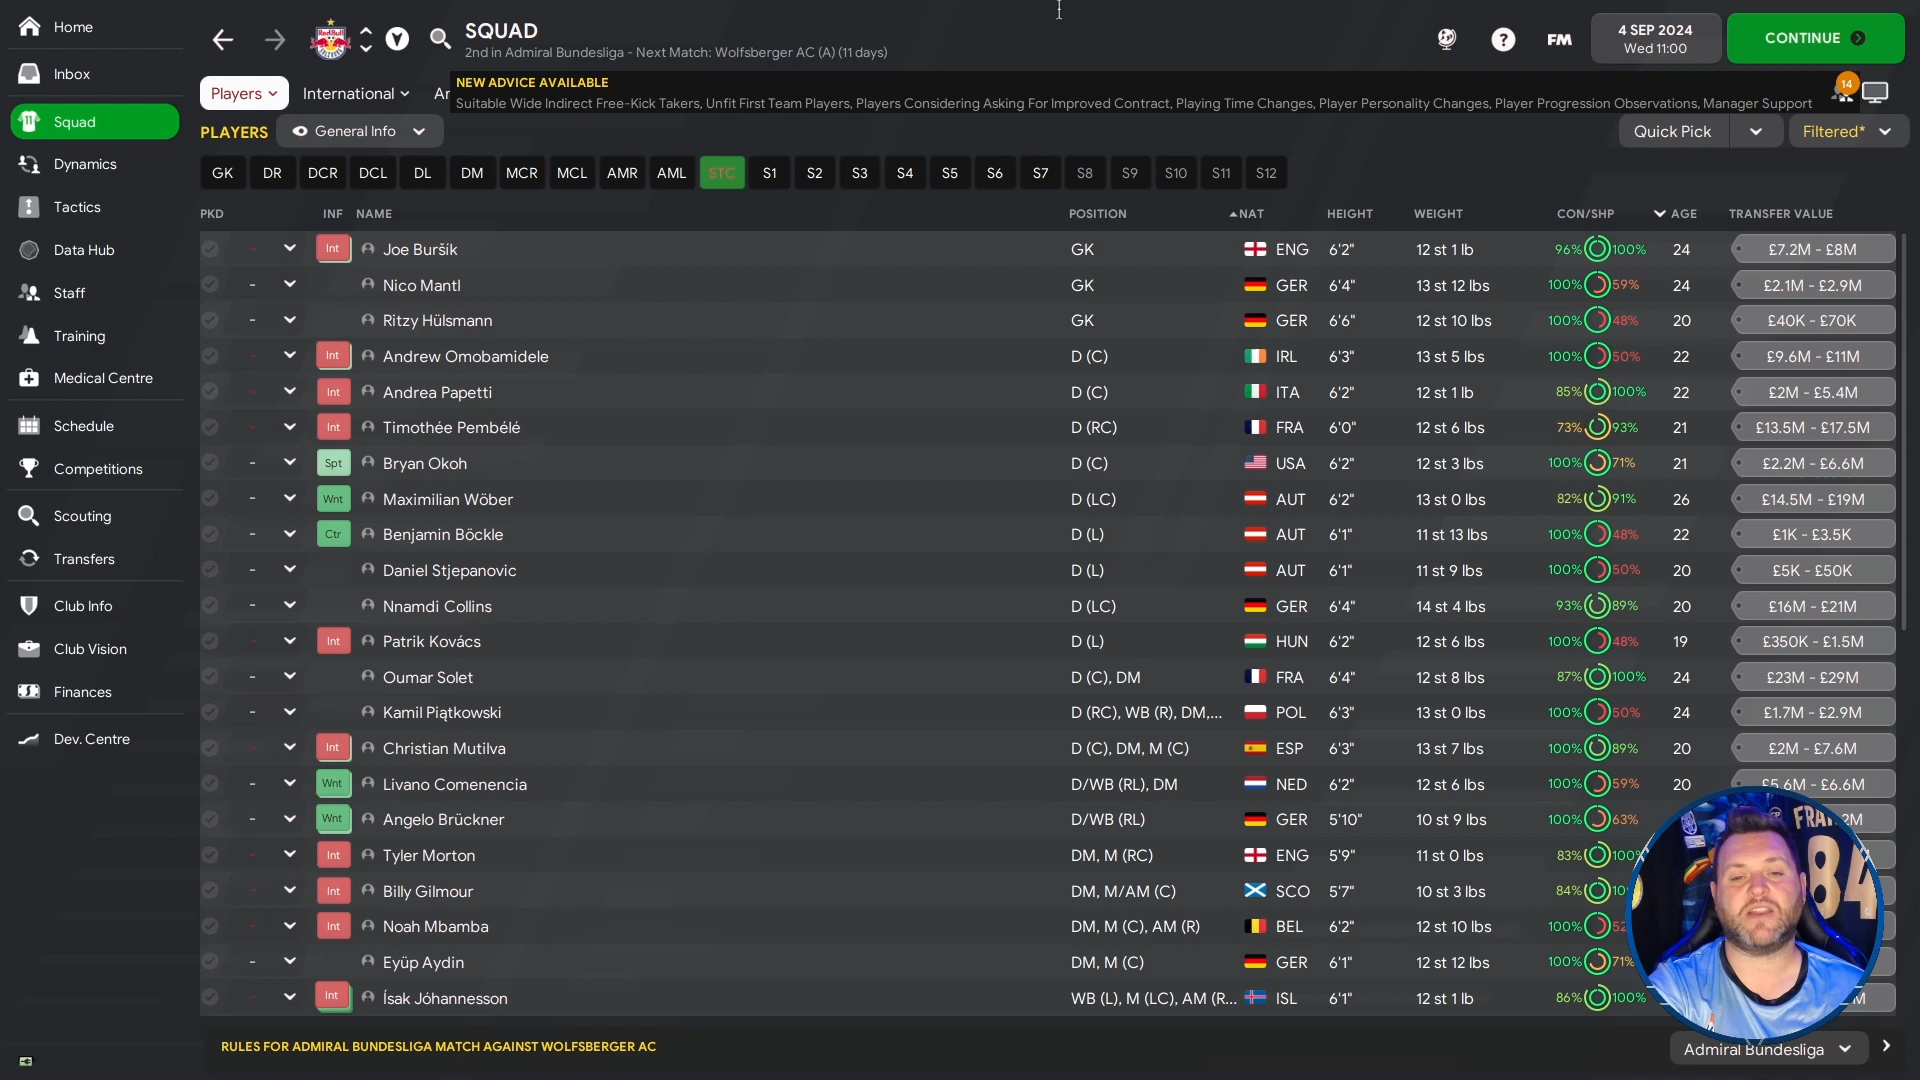 Home
Inbox
Squad
Dynamics
Tactics
Data Hub
Staff
Training
Medical Centre
Schedule
Competitions
Scouting
Transfers
Club Info
Club Vision
Finances
Dev. Centre
SQUAD
2nd in Admiral Bundesliga - Next Match: Wolfsberger AC (A) (11 days)
FM
4 SEP 2024
Wed 11:00
CONTINUE
Players International Ar
NEW ADVICE AVAILABLE
Suitable Wide Indirect Free-Kick Takers, Unfit First Team Players, Players Considering Asking For Improved Contract, Playing Time Changes, Player Personality Changes, Player Progression Observations, Manager Support
14
PLAYERS General Info Quick Pick Filtered*
GK DR DCR DCL DL DM MCR MCL AMR AML STC S1 S2 S3 S4 S5 S6 S7 S8 S9 S10 S11 S12
PKD INF NAME POSITION NAT HEIGHT WEIGHT CON/SHP AGE TRANSFER VALUE
- Int Joe Buršík GK ENG 6'2" 12 st 1 lb 96% 100% 24 £7.2M - £8M
- Nico Mantl GK GER 6'4" 13 st 12 lbs 100% 59% 24 £2.1M - £2.9M
- Ritzy Hülsmann GK GER 6'6" 12 st 10 lbs 100% 48% 20 £40K - £70K
- Int Andrew Omobamidele D (C) IRL 6'3" 13 st 5 lbs 100% 50% 22 £9.6M - £11M
- Int Andrea Papetti D (C) ITA 6'2" 12 st 1 lb 85% 100% 22 £2M - £5.4M
- Int Timothée Pembélé D (RC) FRA 6'0" 12 st 6 lbs 73% 93% 21 £13.5M - £17.5M
- Spt Bryan Okoh D (C) USA 6'2" 12 st 3 lbs 100% 71% 21 £2.2M - £6.6M
- Wnt Maximilian Wöber D (LC) AUT 6'2" 13 st 0 lbs 82% 91% 26 £14.5M - £19M
- Ctr Benjamin Böckle D (L) AUT 6'1" 11 st 13 lbs 100% 48% 22 £1K - £3.5K
- Daniel Stjepanovic D (L) AUT 6'1" 11 st 9 lbs 100% 50% 20 £5K - £50K
- Nnamdi Collins D (LC) GER 6'4" 14 st 4 lbs 93% 89% 20 £16M - £21M
- Int Patrik Kovács D (L) HUN 6'2" 12 st 6 lbs 100% 48% 19 £350K - £1.5M
- Oumar Solet D (C), DM FRA 6'4" 12 st 8 lbs 87% 100% 24 £23M - £29M
- Kamil Piątkowski D (RC), WB (R), DM,... POL 6'3" 13 st 0 lbs 100% 50% 24 £1.7M - £2.9M
- Int Christian Mutilva D (C), DM, M (C) ESP 6'3" 13 st 7 lbs 100% 89% 20 £2M - £7.6M
- Wnt Livano Comenencia D/WB (RL), DM NED 6'2" 12 st 6 lbs 100% 59% 20 £5.6M - £6.6M
- Wnt Angelo Brückner D/WB (RL) GER 5'10" 10 st 9 lbs 100% 63% 2M
- Int Tyler Morton DM, M (RC) ENG 5'9" 11 st 0 lbs 83% 100%
- Int Billy Gilmour DM, M/AM (C) SCO 5'7" 10 st 3 lbs 84% 10
- Int Noah Mbamba DM, M (C), AM (R) BEL 6'2" 12 st 10 lbs 100% 52
- Eyüp Aydin DM, M (C) GER 6'1" 12 st 12 lbs 100% 71%
- Int Ísak Jóhannesson WB (L), M (LC), AM (R... ISL 6'1" 12 st 1 lb 86% 100% M
84
RULES FOR ADMIRAL BUNDESLIGA MATCH AGAINST WOLFSBERGER AC
Admiral Bundesliga